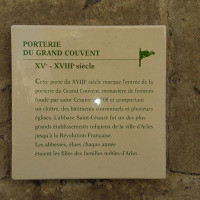 PORTERIE
DU GRAND COUVENT
XVe - XVIIIe siècle
Cette porte du XVIIIe siècle marque l'entrée de la
porterie du Grand Couvent, monastère de femmes
fondé par saint Césaire
et comportant
un cloître, des bâtiments conventuels et plusieurs
églises. L'abbaye Saint-Césaire fut un des plus
grands établissements religieux de la ville d'Arles
jusqu'à la Révolution Française.
Les abbesses, élues chaque année
étaient les filles des familles nobles d'Arles.